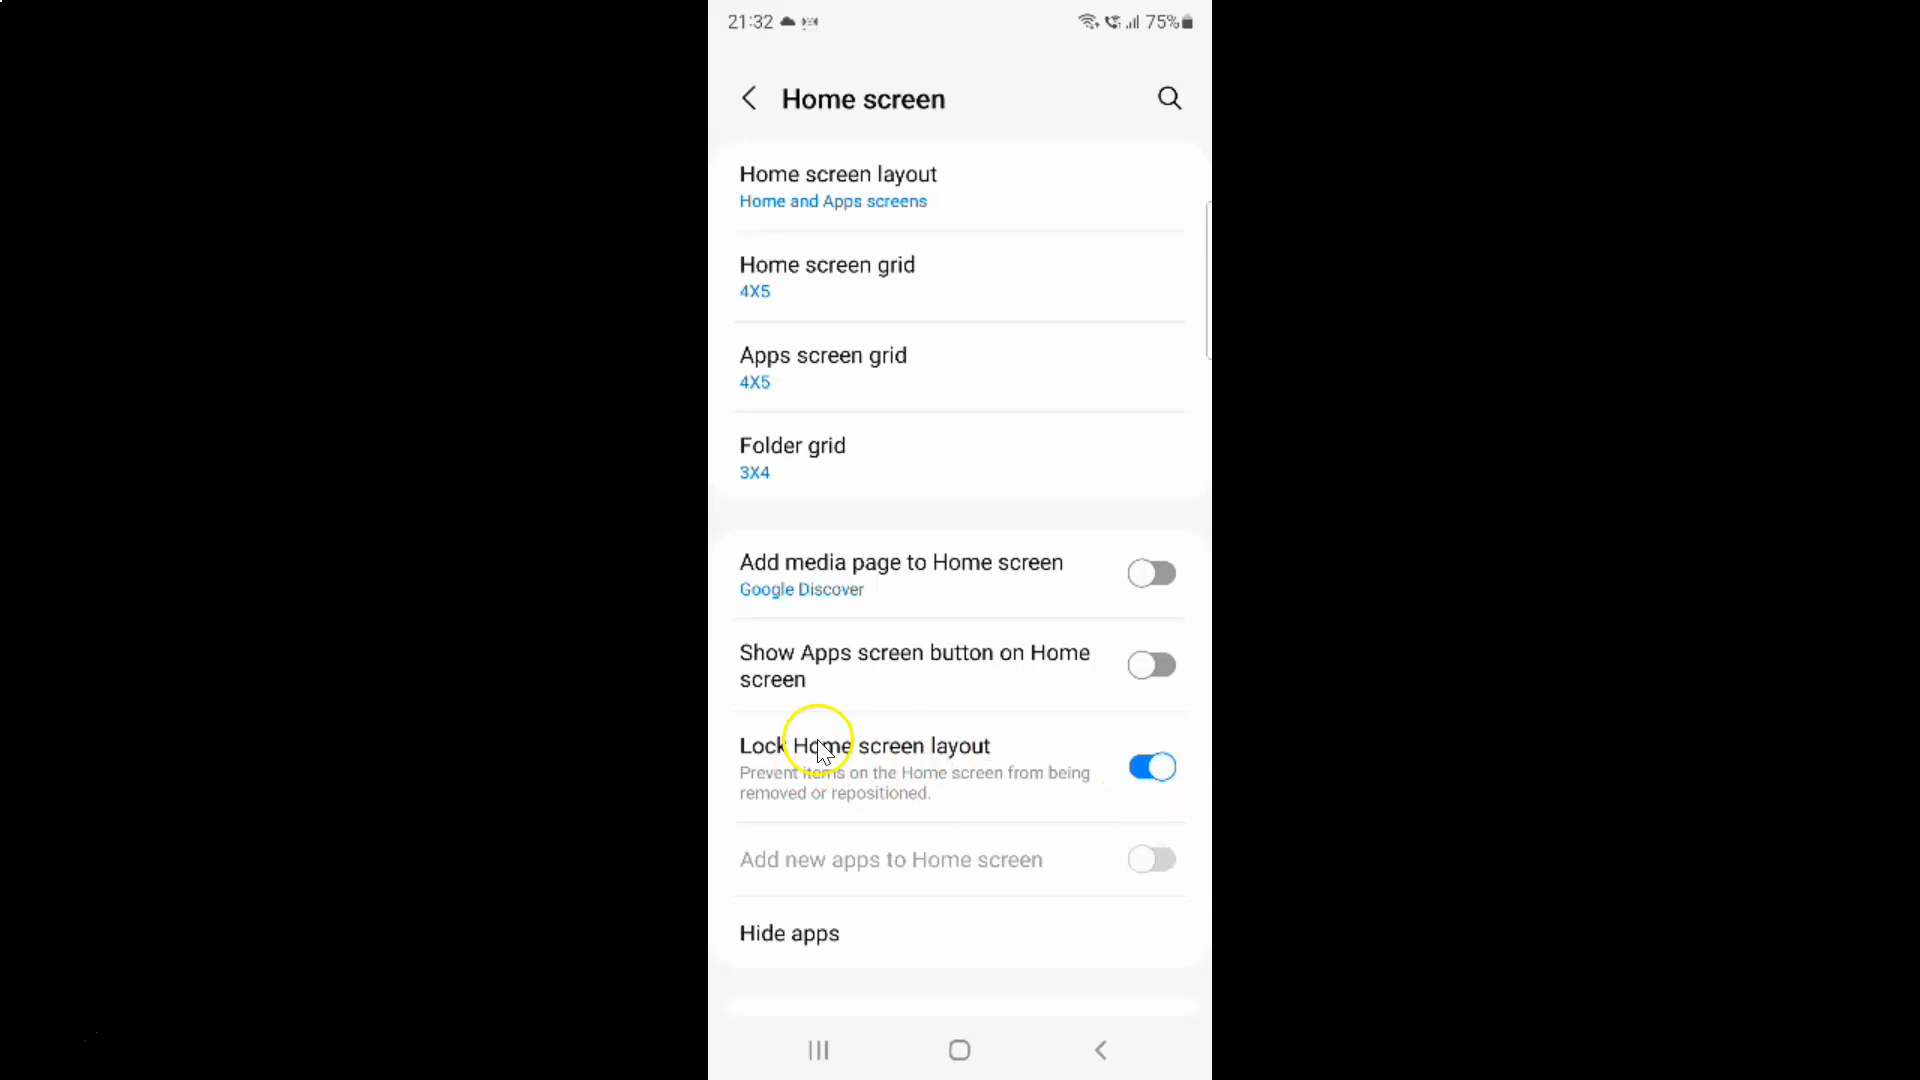 21:32
75%
Home screen
Home screen layout
Home and Apps screens
Home screen grid
4X5
Apps screen grid
4X5
Folder grid
3X4
Add media page to Home screen
Google Discover
Show Apps screen button on Home
screen
Lock Home screen layout
Prevent items on the Home screen from being
removed or repositioned.
Add new apps to Home screen
Hide apps